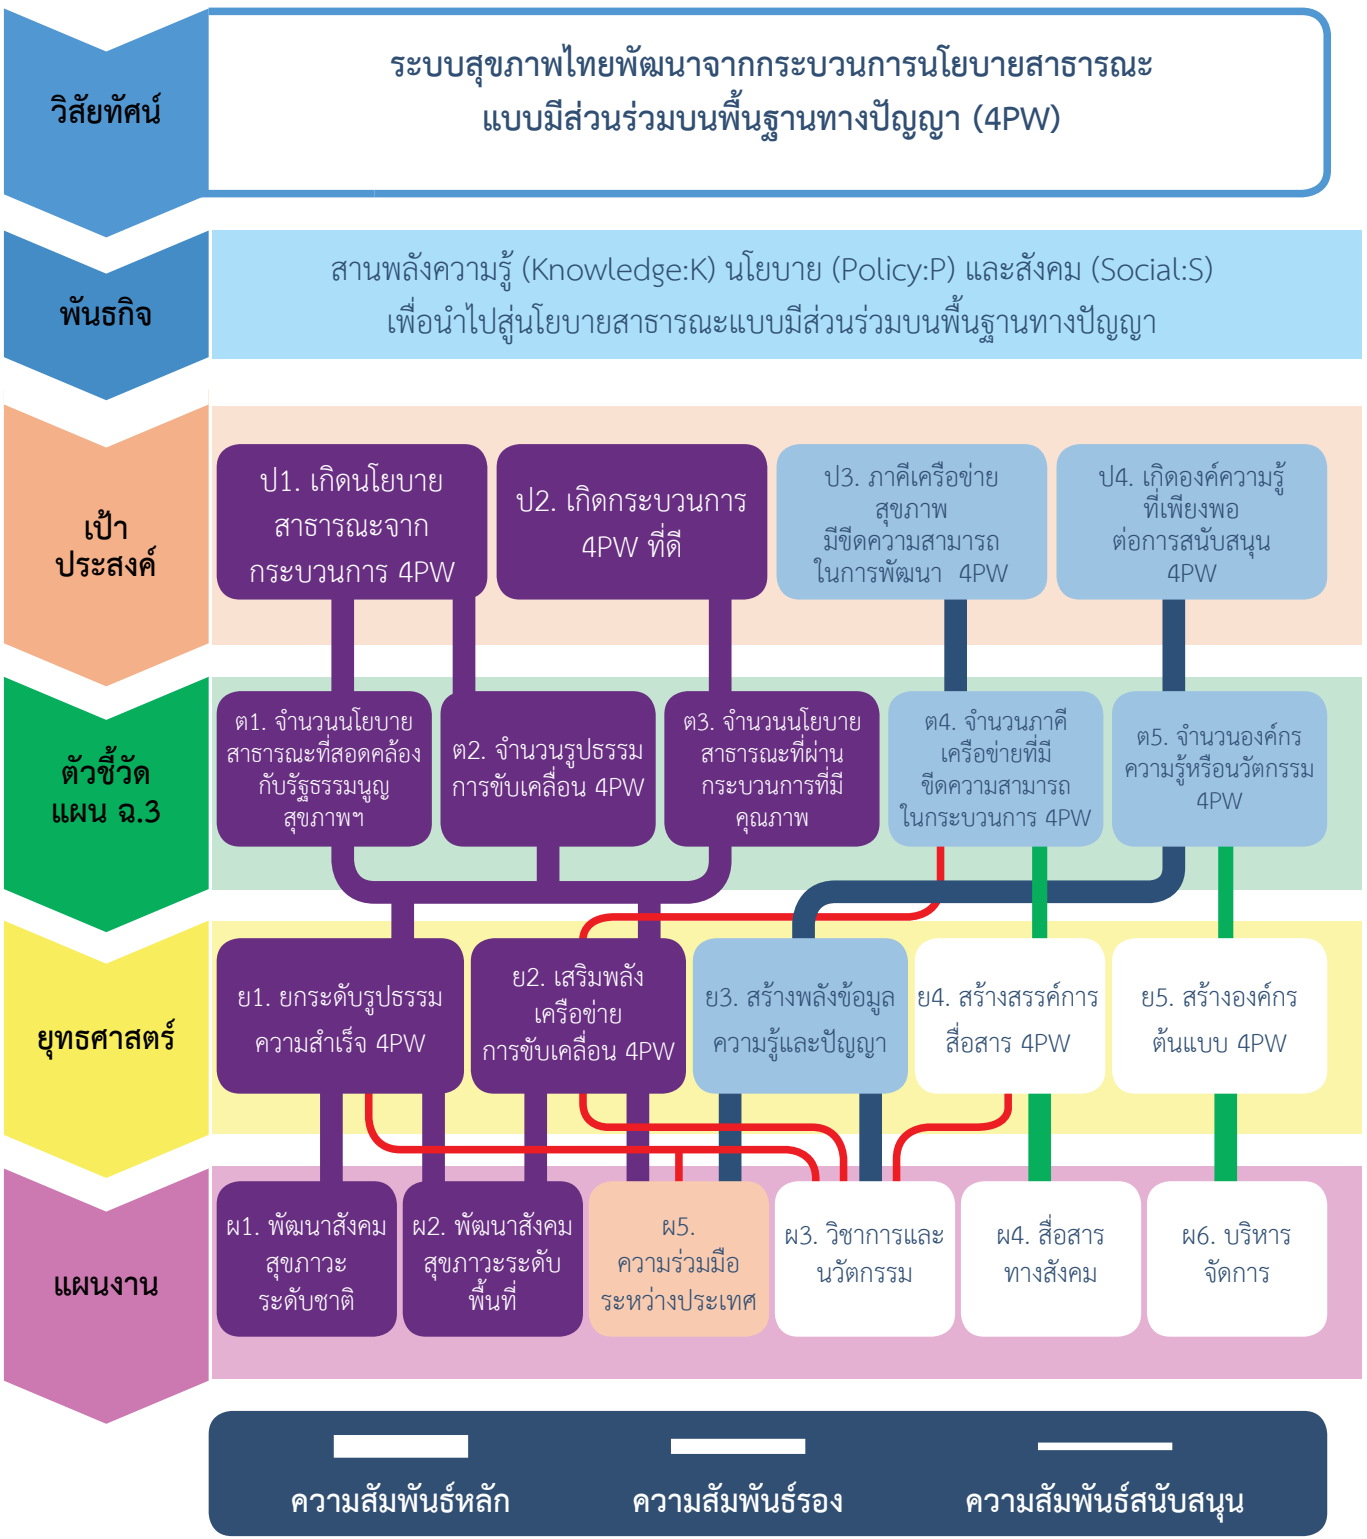 วิสัยทัศน์
ระบบสุขภาพไทยพัฒนาจากกระบวนการนโยบายสาธารณะ
แบบมีส่วนร่วมบนพื้นฐานทางปัญญา (4PW)
พันธกิจ
สานพลังความรู้ (Knowledge:K) นโยบาย (Policy:P) และสังคม (Social:S)
เพื่อนำไปสู่นโยบายสาธารณะแบบมีส่วนร่วมบนพื้นฐานทางปัญญา
เป้า
ประสงค์
ป1. เกิดนโยบาย
สาธารณะจาก
กระบวนการ 4PW
ป2. เกิดกระบวนการ
4PW ที่ดี
ป3. ภาคีเครือข่าย
สุขภาพ
มีขีดความสามารถ
ในการพัฒนา 4PW
ป4. เกิดองค์ความรู้
ที่เพียงพอ
ต่อการสนับสนุน
4PW
ตัวชี้วัด
แผน ฉ.3
ต1. จำนวนนโยบาย
สาธารณะที่สอดคล้อง
กับรัฐธรรมนูญ
สุขภาพฯ
ต2. จำนวนรูปธรรม
การขับเคลื่อน 4PW
ต3. จำนวนนโยบาย
สาธารณะที่ผ่าน
กระบวนการที่มี
คุณภาพ
ต4. จำนวนภาคี
เครือข่ายที่มี
ขีดความสามารถ
ในกระบวนการ 4PW
ต5. จำนวนองค์กร
ความรู้หรือนวัตกรรม
4PW
ยุทธศาสตร์
ย1. ยกระดับรูปธรรม
ความสำเร็จ 4PW
ย2. เสริมพลัง
เครือข่าย
การขับเคลื่อน 4PW
ย3. สร้างพลังข้อมูล
ความรู้และปัญญา
ย4. สร้างสรรค์การ
สื่อสาร 4PW
ย5. สร้างองค์กร
ต้นแบบ 4PW
แผนงาน
ผ1. พัฒนาสังคม
สุขภาวะ
ระดับชาติ
ผ2. พัฒนาสังคม
สุขภาวะระดับ
พื้นที่
ผ5.
ความร่วมมือ
ระหว่างประเทศ
ผ3. วิชาการและ
นวัตกรรม
ผ4. สื่อสาร
ทางสังคม
ผ6. บริหาร
จัดการ
ความสัมพันธ์หลัก
ความสัมพันธ์รอง
ความสัมพันธ์สนับสนุน